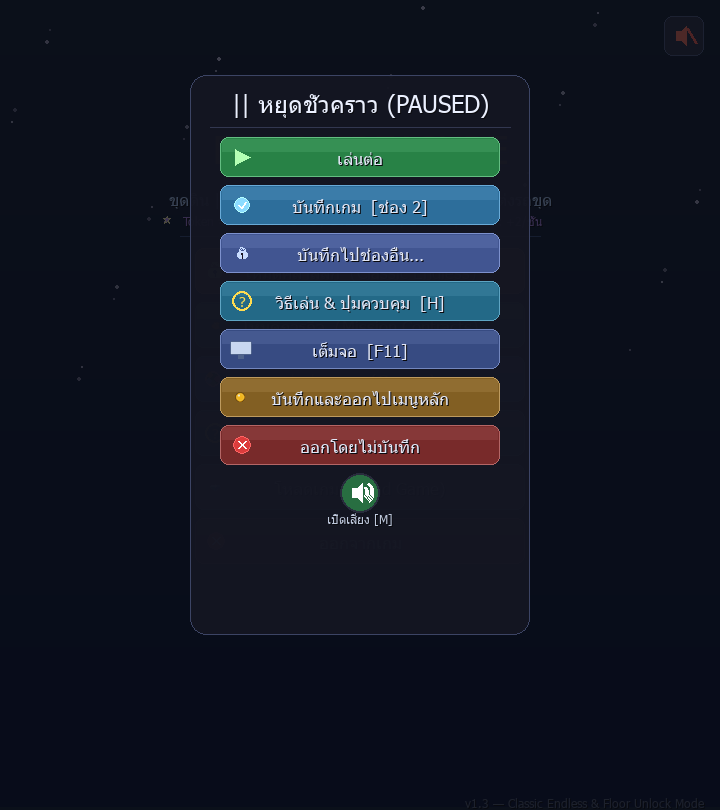 || หยุดชั่วคราว (PAUSED)
เล่นต่อ
บันทึกเกม [ช่อง 2]
บันทึกไปช่องอื่น...
? วิธีเล่น & ปุ่มควบคุม [H]
เต็มจอ [F11]
บันทึกและออกไปเมนูหลัก
ออกโดยไม่บันทึก
เปิดเสียง [M]
v1.3 — Classic Endless & Floor Unlock Mode